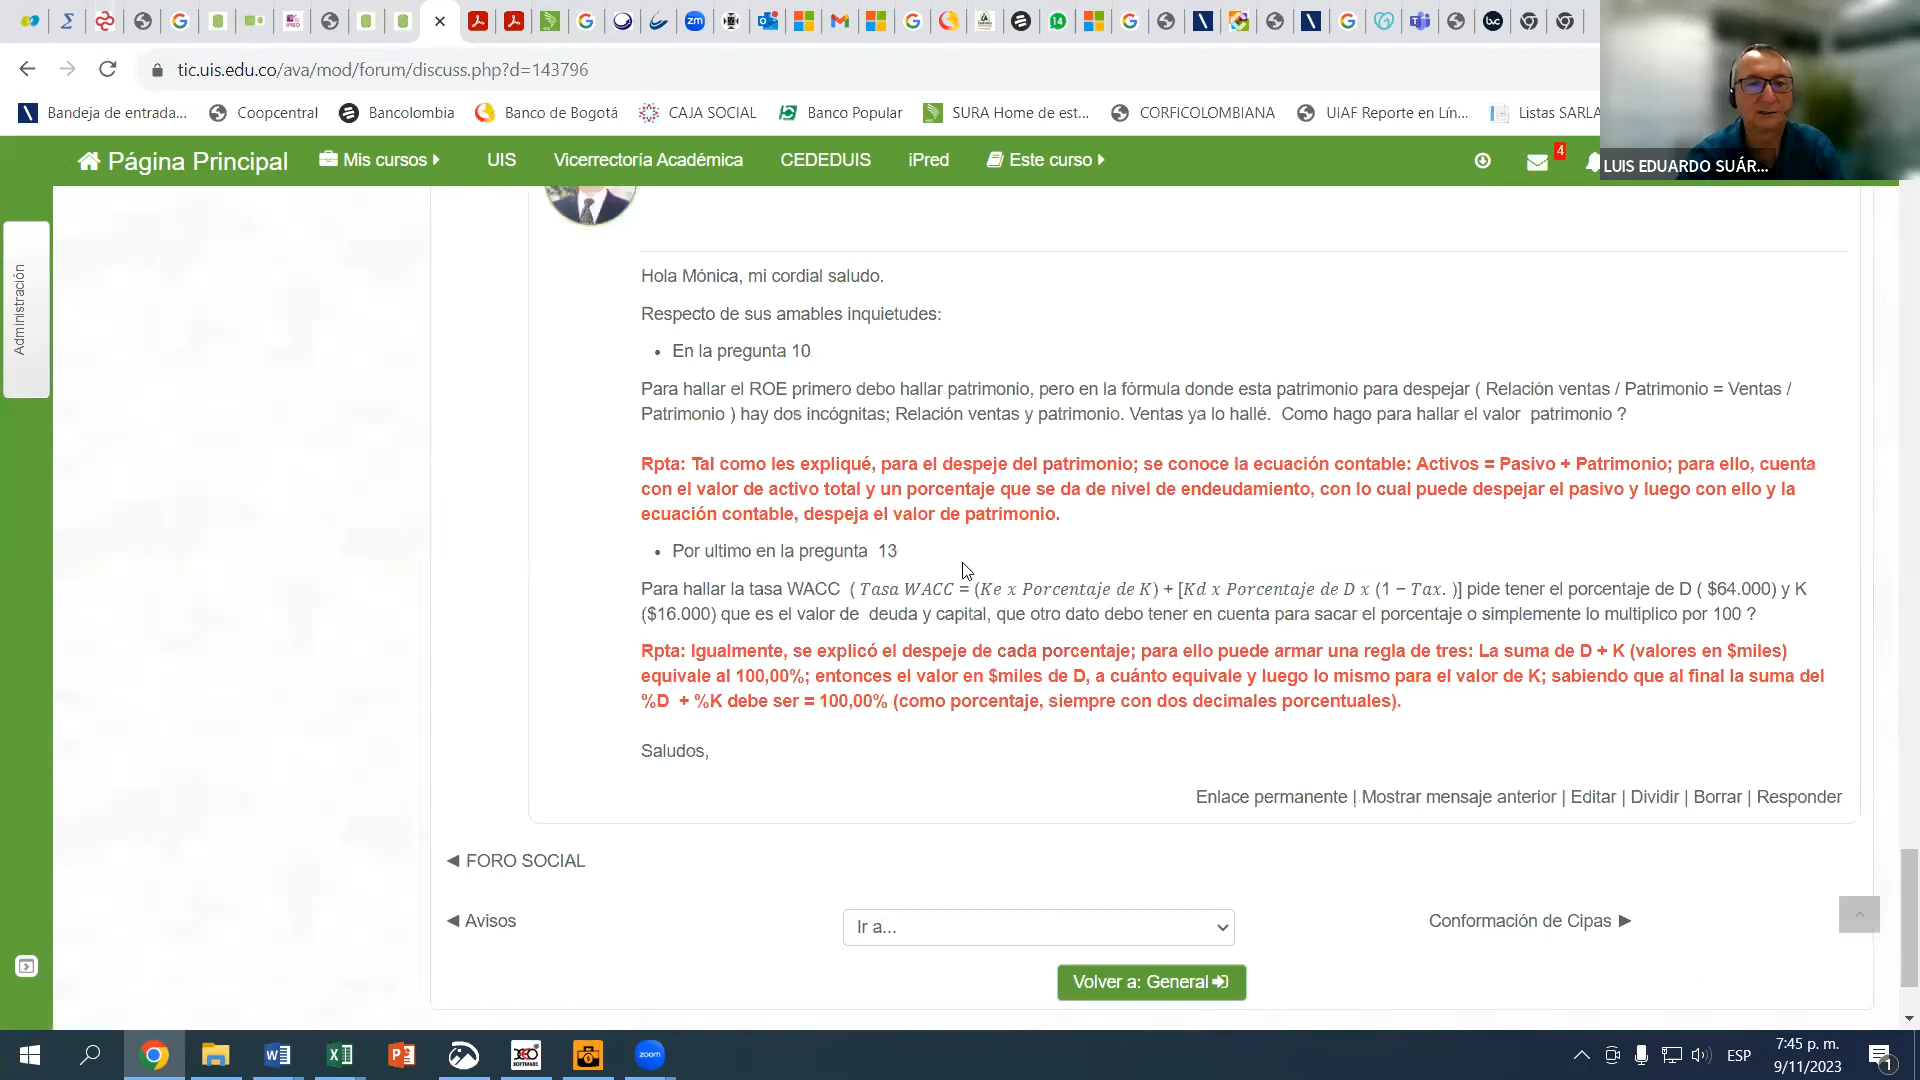 tic.uis.edu.co/ava/mod/forum/discuss.php?d=143796
Bandeja de entrada...
Coopcentral
Bancolombia
Banco de Bogotá
CAJA SOCIAL
Banco Popular
SURA Home de est...
CORFICOLOMBIANA
UIAF Reporte en Lín...
Listas SARLA
Página Principal
Mis cursos
UIS
Vicerrectoría Académica
CEDEDUIS
iPred
Este curso
4
LUIS EDUARDO SUÁR...
Administración
Hola Mónica, mi cordial saludo.
Respecto de sus amables inquietudes:
• En la pregunta 10
Para hallar el ROE primero debo hallar patrimonio, pero en la fórmula donde esta patrimonio para despejar ( Relación ventas / Patrimonio = Ventas /
Patrimonio ) hay dos incógnitas; Relación ventas y patrimonio. Ventas ya lo hallé. Como hago para hallar el valor patrimonio ?
Rpta: Tal como les expliqué, para el despeje del patrimonio; se conoce la ecuación contable: Activos = Pasivo + Patrimonio; para ello, cuenta
con el valor de activo total y un porcentaje que se da de nivel de endeudamiento, con lo cual puede despejar el pasivo y luego con ello y la
ecuación contable, despeja el valor de patrimonio.
• Por ultimo en la pregunta 13
Para hallar la tasa WACC ( Tasa WACC = (Ke x Porcentaje de K) + [Kd x Porcentaje de D x (1 − Tax. )] pide tener el porcentaje de D ( $64.000) y K
($16.000) que es el valor de deuda y capital, que otro dato debo tener en cuenta para sacar el porcentaje o simplemente lo multiplico por 100 ?
Rpta: Igualmente, se explicó el despeje de cada porcentaje; para ello puede armar una regla de tres: La suma de D + K (valores en $miles)
equivale al 100,00%; entonces el valor en $miles de D, a cuánto equivale y luego lo mismo para el valor de K; sabiendo que al final la suma del
%D + %K debe ser = 100,00% (como porcentaje, siempre con dos decimales porcentuales).
Saludos,
Enlace permanente | Mostrar mensaje anterior | Editar | Dividir | Borrar | Responder
◀ FORO SOCIAL
◀ Avisos
Ir a...
Conformación de Cipas ▶
Volver a: General
zoom
ESP
7:45 p. m.
9/11/2023
1